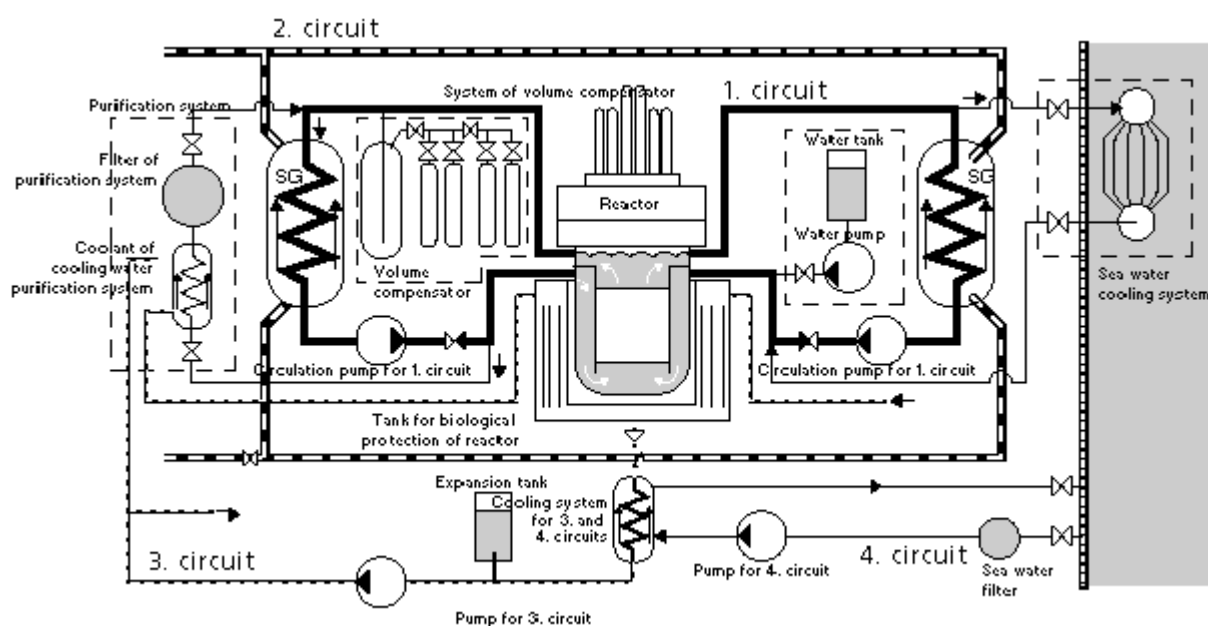 2. circuit
Purification system
System of volume compensator
1. circuit
Filter of
purification system
SG
Reactor
Water tank
SG
Coolant of
cooling water
purification system
Volume
compensator
Water pump
Sea water
cooling system
Circulation pump for 1. circuit
Circulation pump for 1. circuit
Tank for biological
protection of reactor
Expansion tank
Cooling system
for 3. and
4. circuits
3. circuit
Pump for 4. circuit
4. circuit
Sea water
filter
Pump for 3. circuit